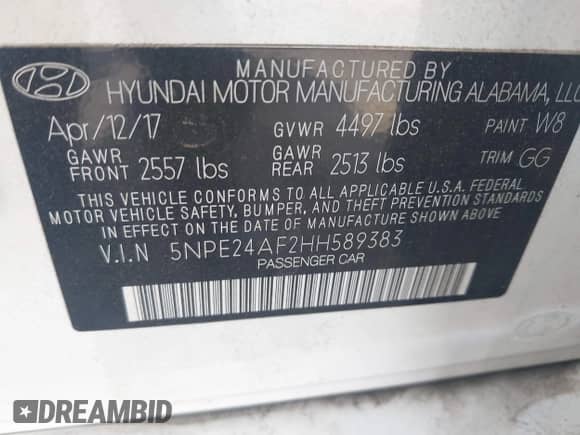 MANUFACTURED BY
HYUNDAI MOTOR MANUFACTURING ALABAMA, LLC
Apr/12/17 GVWR 4497 lbs PAINT W8
GAWR FRONT 2557 lbs GAWR REAR 2513 lbs TRIM GG
THIS VEHICLE CONFORMS TO ALL APPLICABLE U.S.A. FEDERAL
MOTOR VEHICLE SAFETY, BUMPER, AND THEFT PREVENTION STANDARDS
IN EFFECT ON THE DATE OF MANUFACTURE SHOWN ABOVE
V.I.N 5NPE24AF2HH589383
PASSENGER CAR
DREAMBID